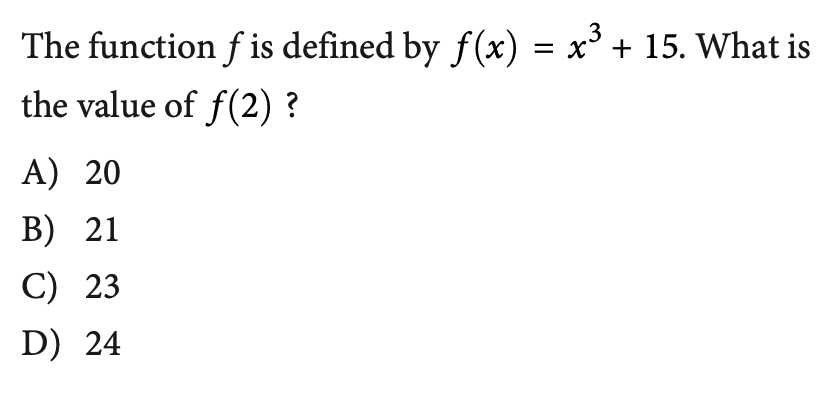 The function f is defined by f(x) = x³ + 15. What is
the value of f(2) ?
A) 20
B) 21
C) 23
D) 24